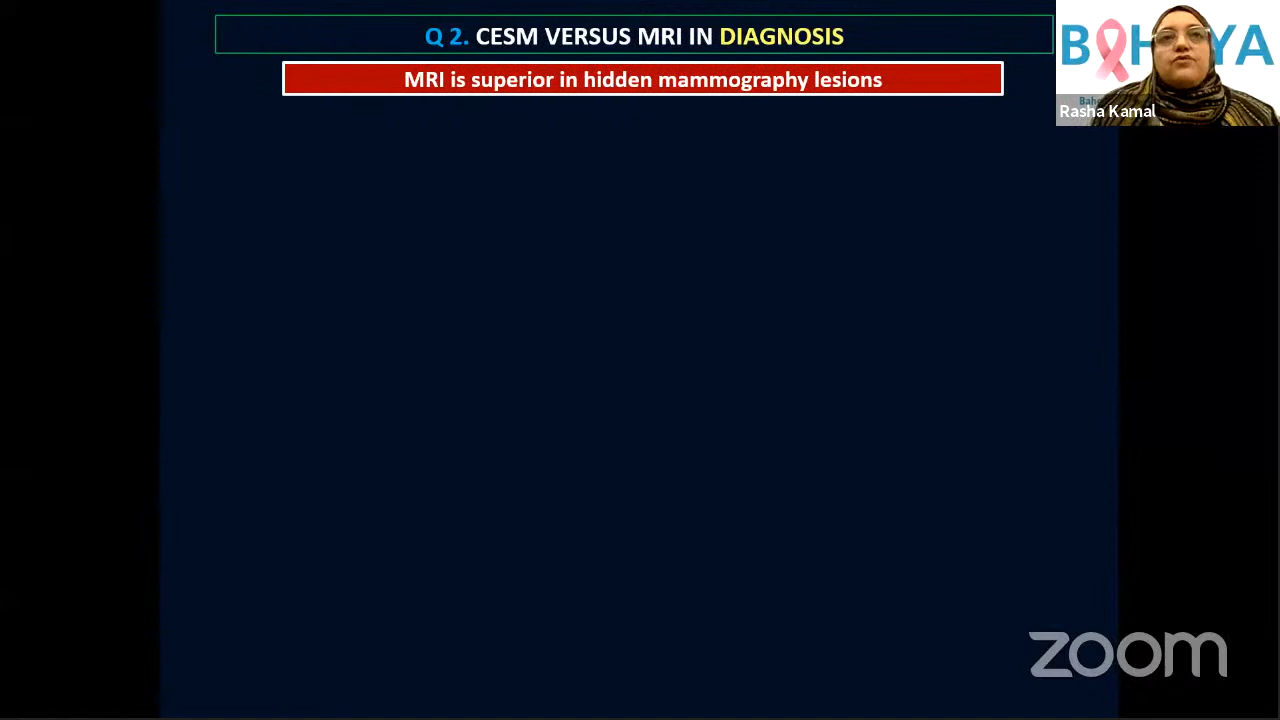 Q 2. CESM VERSUS MRI IN DIAGNOSIS
MRI is superior in hidden mammography lesions
Rasha Kamal
zoom